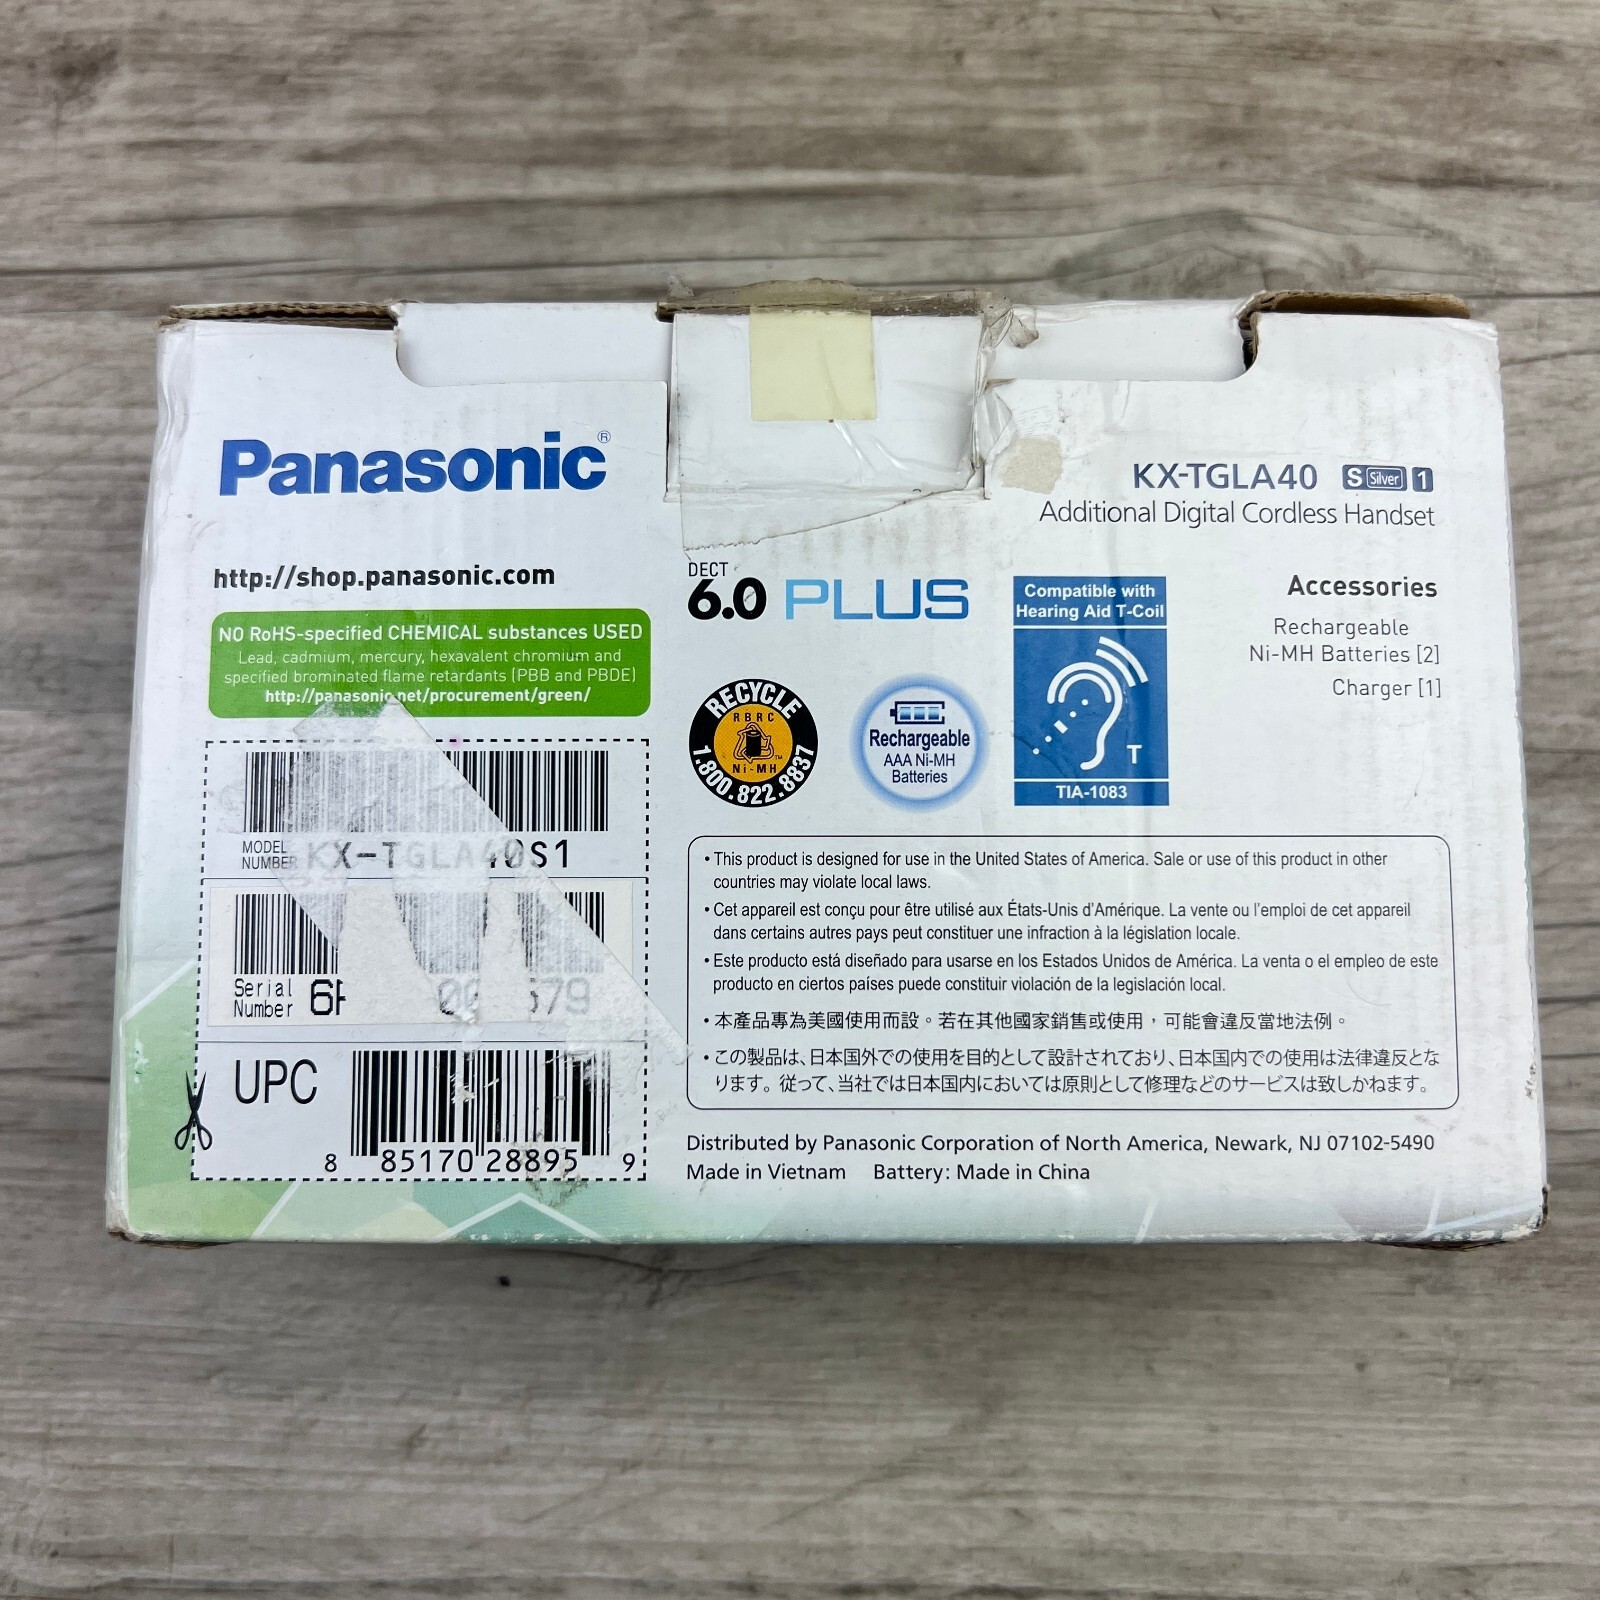 Panasonic®
KX-TGLA40 S Silver 1
Additional Digital Cordless Handset
http://shop.panasonic.com
NO RoHS-specified CHEMICAL substances USED
Lead, cadmium, mercury, hexavalent chromium and
specified brominated flame retardants (PBB and PBDE)
http://panasonic.net/procurement/green/
MODEL
NUMBER KX-TGLA40S1
Serial
Number
UPC
8 85170 28895 9
DECT
6.0 PLUS
RECYCLE
RBRC
Ni-MH
TM
1.800.822.8837
Rechargeable
AAA Ni-MH
Batteries
Compatible with
Hearing Aid T-Coil
T
TIA-1083
Accessories
Rechargeable
Ni-MH Batteries [2]
Charger [1]
• This product is designed for use in the United States of America. Sale or use of this product in other
countries may violate local laws.
• Cet appareil est conçu pour être utilisé aux États-Unis d'Amérique. La vente ou l'emploi de cet appareil
dans certains autres pays peut constituer une infraction à la législation locale.
• Este producto está diseñado para usarse en los Estados Unidos de América. La venta o el empleo de este
producto en ciertos países puede constituir violación de la legislación local.
• 本產品專為美國使用而設。若在其他國家銷售或使用，可能會違反當地法例。
• この製品は、日本国外での使用を目的として設計されており、日本国内での使用は法律違反とな
ります。従って、当社では日本国内においては原則として修理などのサービスは致しかねます。
Distributed by Panasonic Corporation of North America, Newark, NJ 07102-5490
Made in Vietnam Battery: Made in China